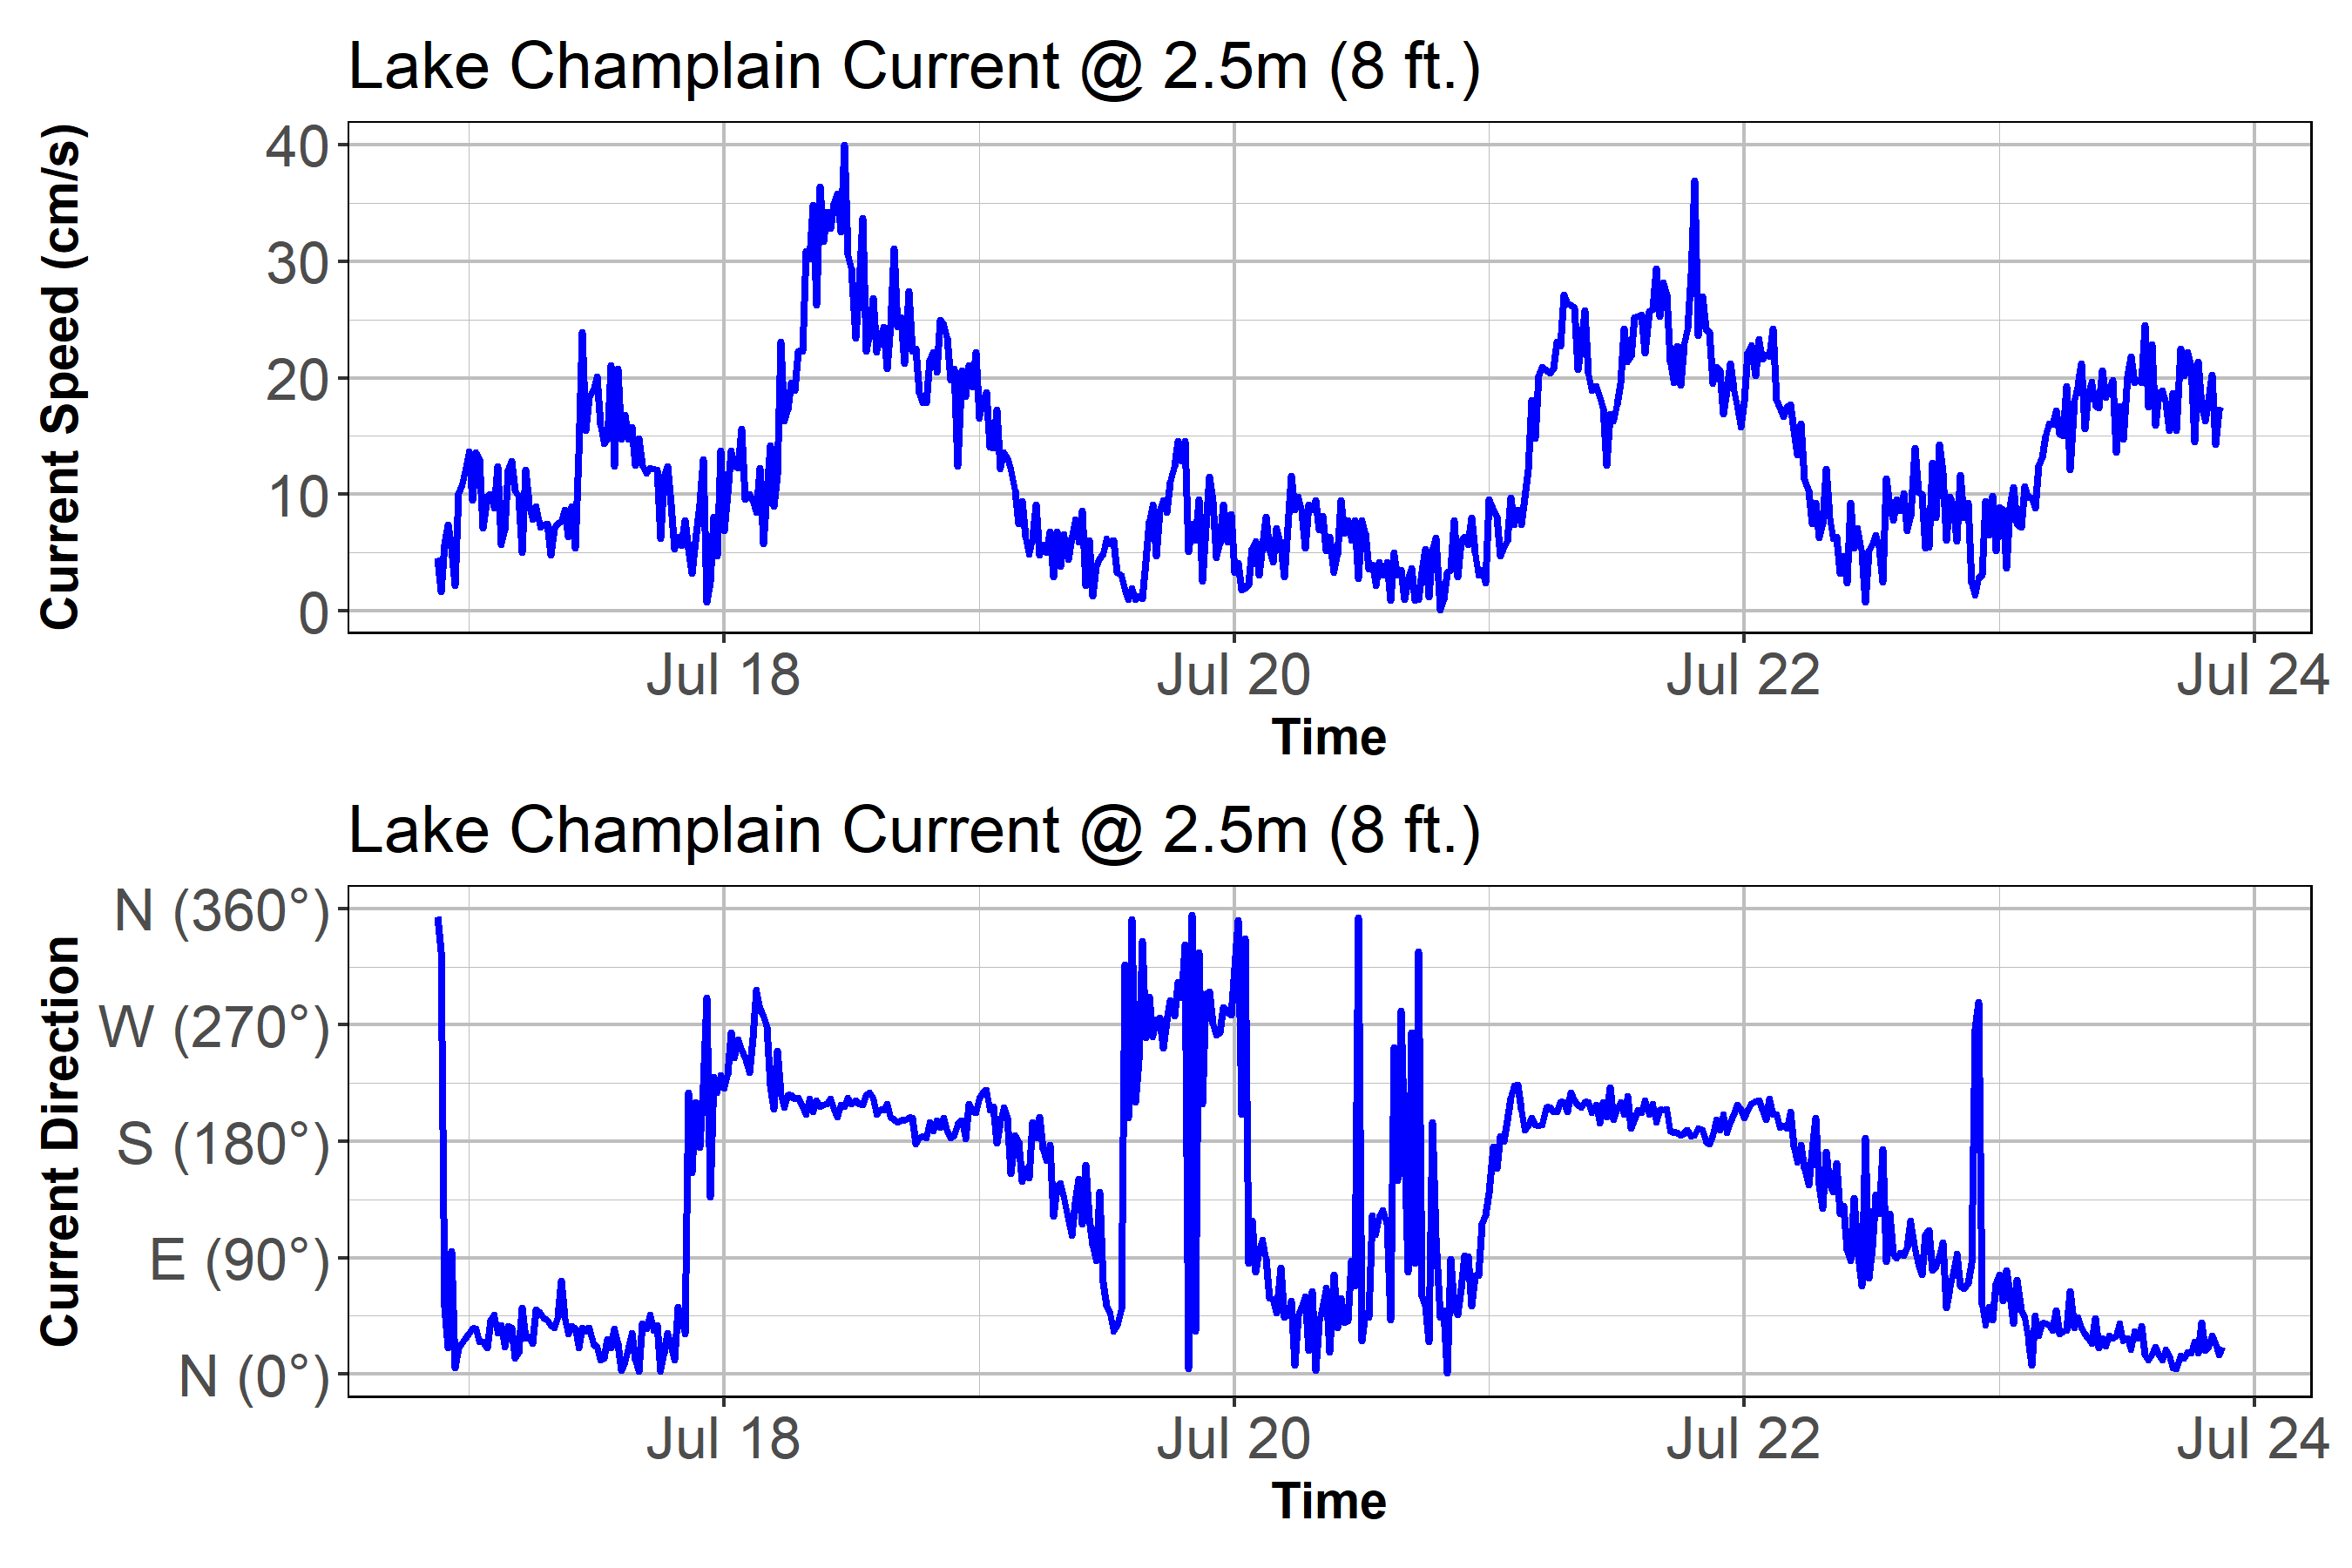 Lake Champlain Current @ 2.5m (8 ft.)
Current Speed (cm/s)
40
30
20
10
0
Jul 18 Jul 20 Jul 22 Jul 24
Time
Lake Champlain Current @ 2.5m (8 ft.)
Current Direction
N (360°)
W (270°)
S (180°)
E (90°)
N (0°)
Jul 18 Jul 20 Jul 22 Jul 24
Time